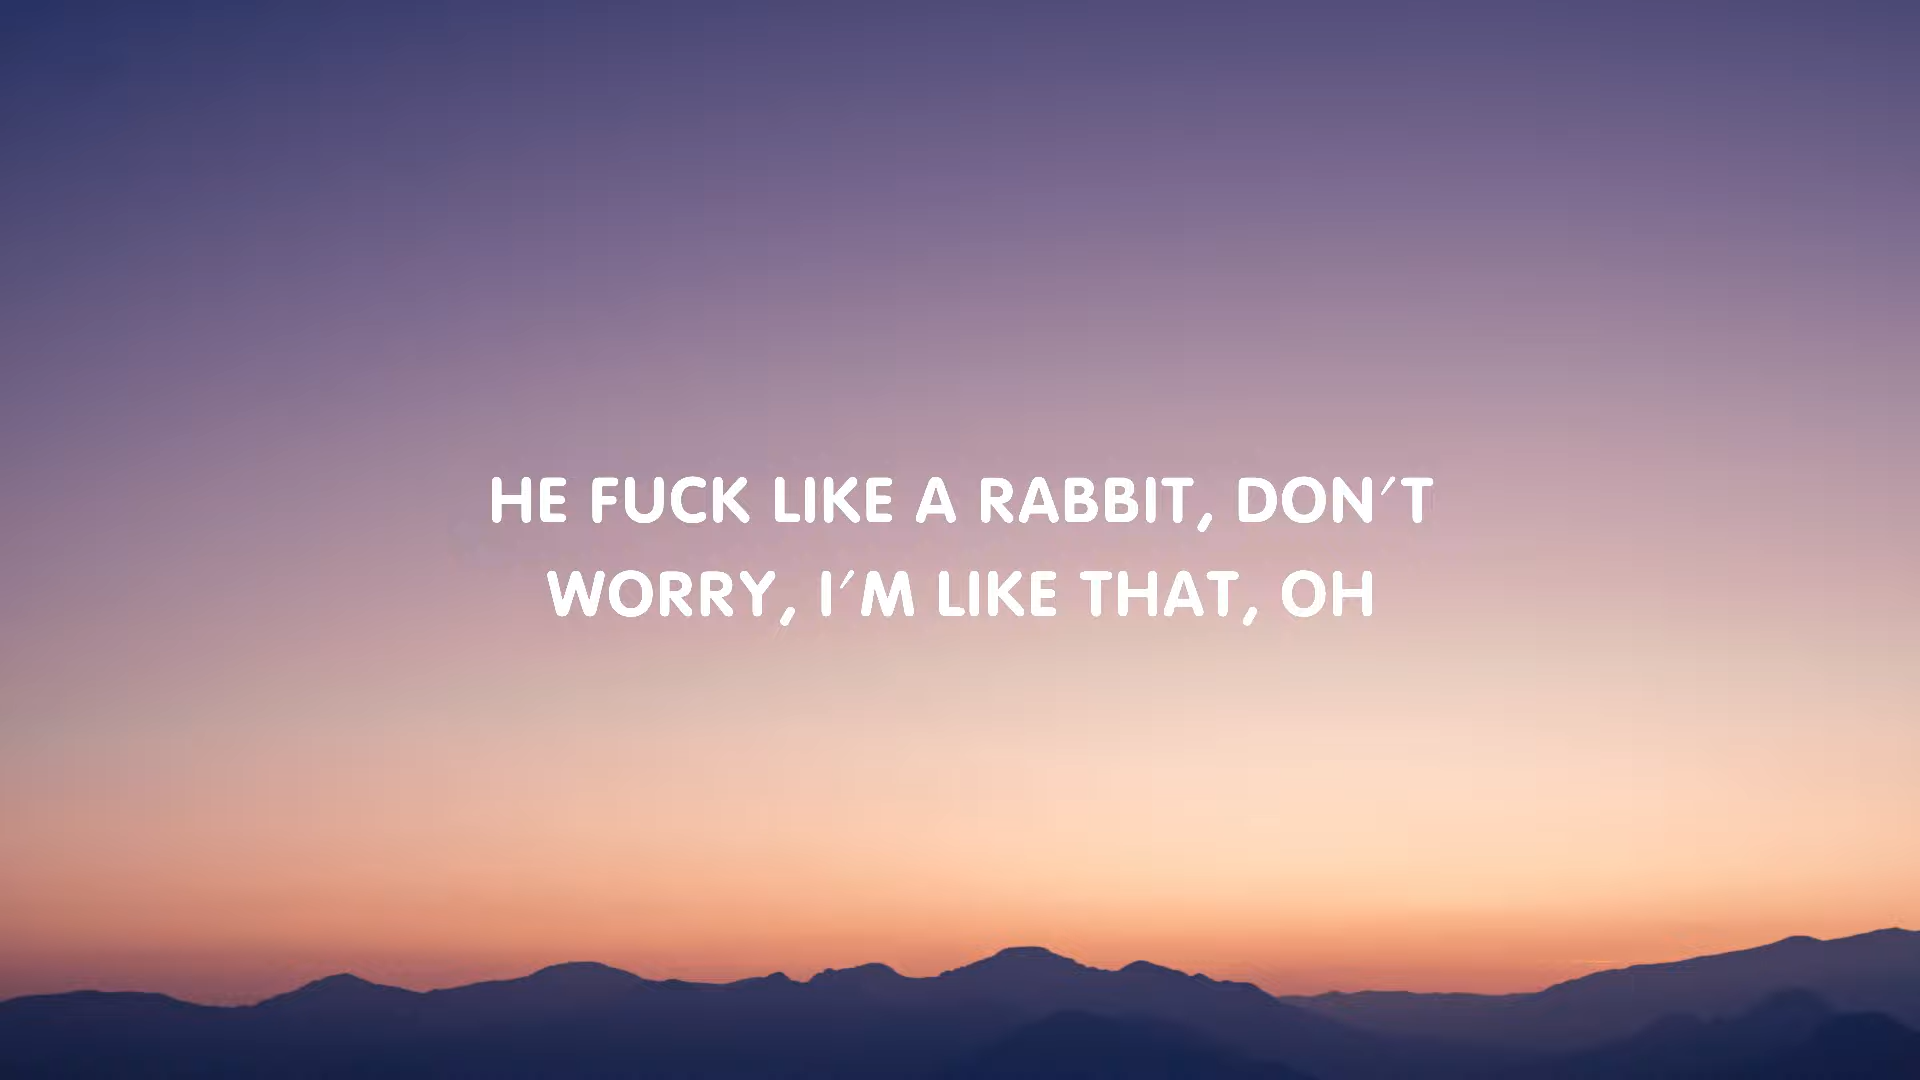 HE FUCK LIKE A RABBIT, DON'T
WORRY, I'M LIKE THAT, OH